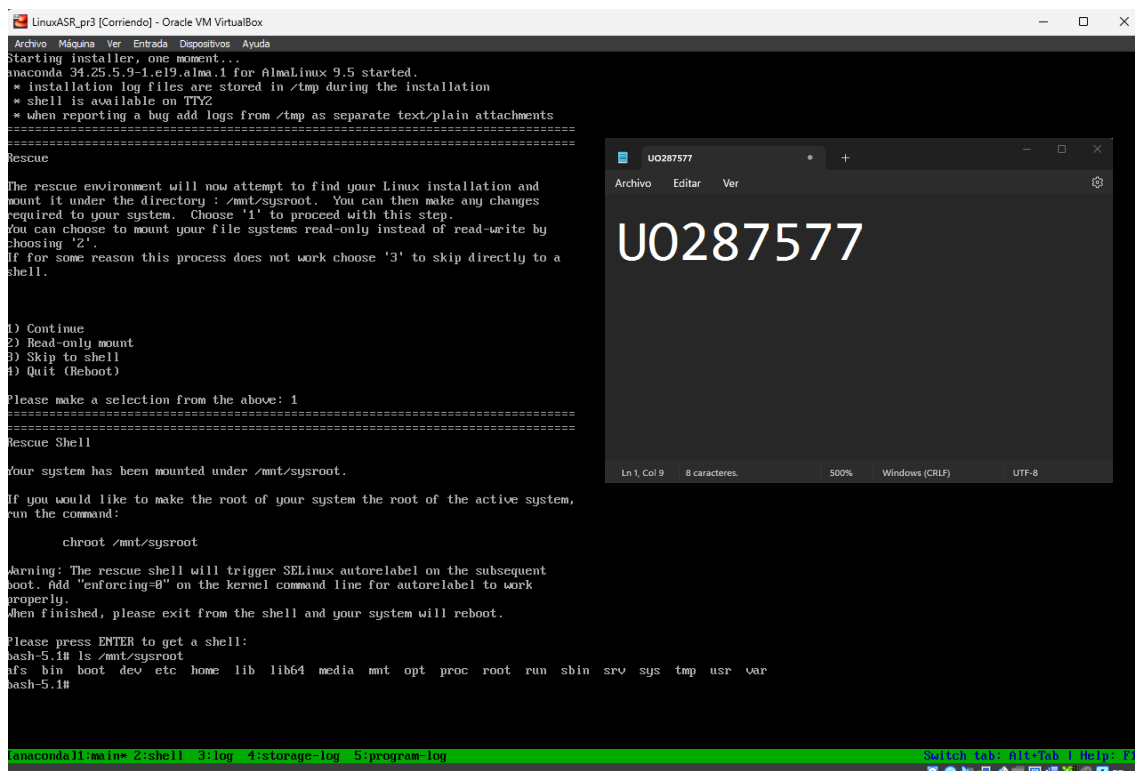 LinuxASR_pr3 [Corriendo] - Oracle VM VirtualBox
Archivo Máquina Ver Entrada Dispositivos Ayuda
Starting installer, one moment...
anaconda 34.25.5.9-1.el9.alma.1 for AlmaLinux 9.5 started.
* installation log files are stored in /tmp during the installation
* shell is available on TTY2
* when reporting a bug add logs from /tmp as separate text/plain attachments
================================================================================
================================================================================
Rescue
The rescue environment will now attempt to find your Linux installation and
mount it under the directory : /mnt/sysroot. You can then make any changes
required to your system. Choose '1' to proceed with this step.
You can choose to mount your file systems read-only instead of read-write by
choosing '2'.
If for some reason this process does not work choose '3' to skip directly to a
shell.
1) Continue
2) Read-only mount
3) Skip to shell
4) Quit (Reboot)
Please make a selection from the above: 1
================================================================================
================================================================================
Rescue Shell
Your system has been mounted under /mnt/sysroot.
If you would like to make the root of your system the root of the active system,
run the command:
chroot /mnt/sysroot
Warning: The rescue shell will trigger SELinux autorelabel on the subsequent
boot. Add "enforcing=0" on the kernel command line for autorelabel to work
properly.
When finished, please exit from the shell and your system will reboot.
Please press ENTER to get a shell:
bash-5.1# ls /mnt/sysroot
afs bin boot dev etc home lib lib64 media mnt opt proc root run sbin srv sys tmp usr var
bash-5.1#
[anaconda]1:main* 2:shell 3:log 4:storage-log 5:program-log Switch tab: Alt+Tab | Help: F1
UO287577
Archivo Editar Ver
UO287577
Ln 1, Col 9 8 caracteres. 500% Windows (CRLF) UTF-8